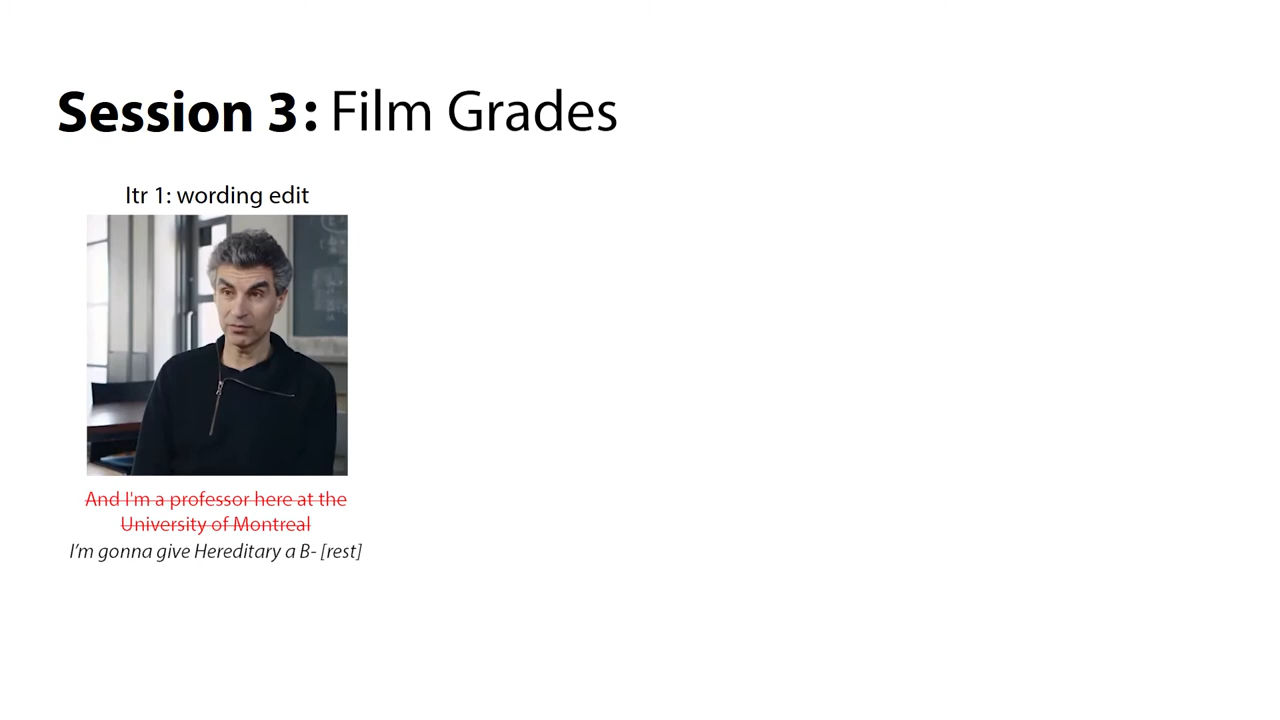 Session 3: Film Grades
Itr 1: wording edit
And I'm a professor here at the
University of Montreal
I'm gonna give Hereditary a B- [rest]